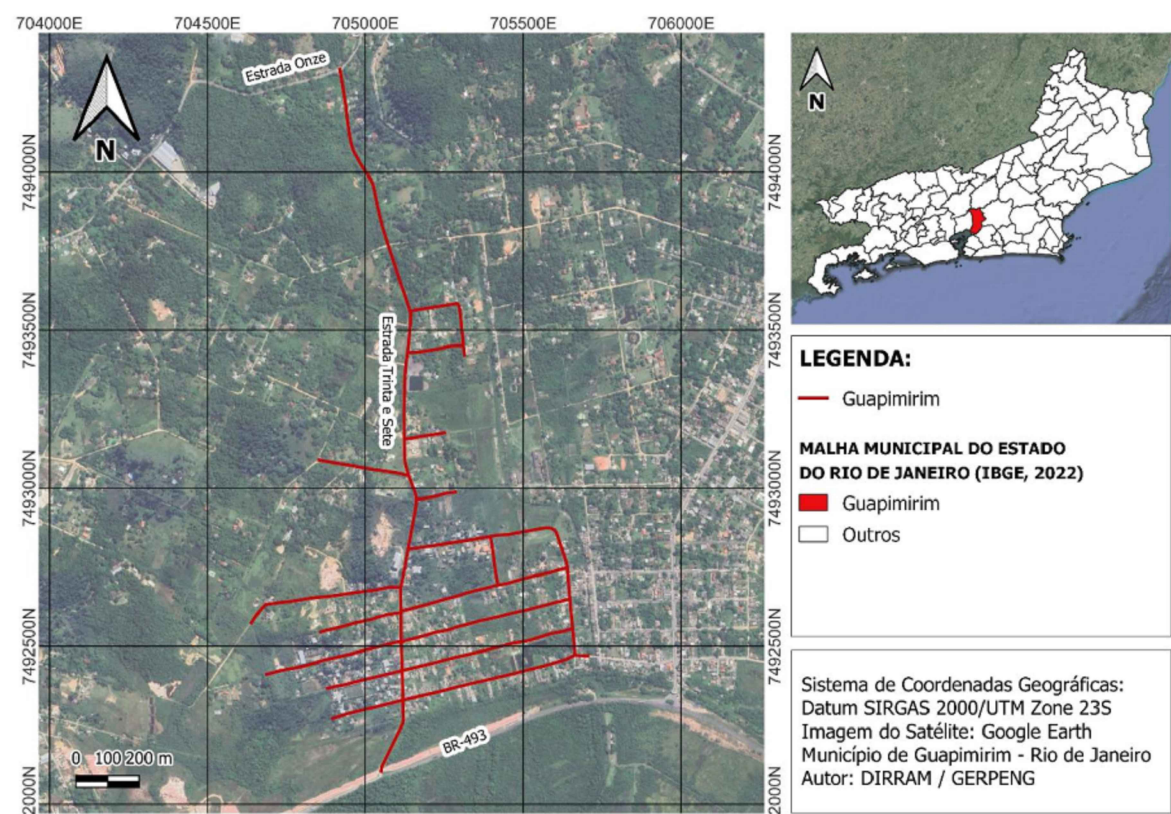 704000E 704500E 705000E 705500E 706000E
Estrada Onze
N
7494000N 7494000N
7493500N 7493500N
Estrada Trinta e Sete
7493000N 7493000N
7492500N 7492500N
BR-493
0 100 200 m
N
LEGENDA:
Guapimirim
MALHA MUNICIPAL DO ESTADO
DO RIO DE JANEIRO (IBGE, 2022)
Guapimirim
Outros
Sistema de Coordenadas Geográficas:
Datum SIRGAS 2000/UTM Zone 23S
Imagem do Satélite: Google Earth
Município de Guapimirim - Rio de Janeiro
Autor: DIRRAM / GERPENG